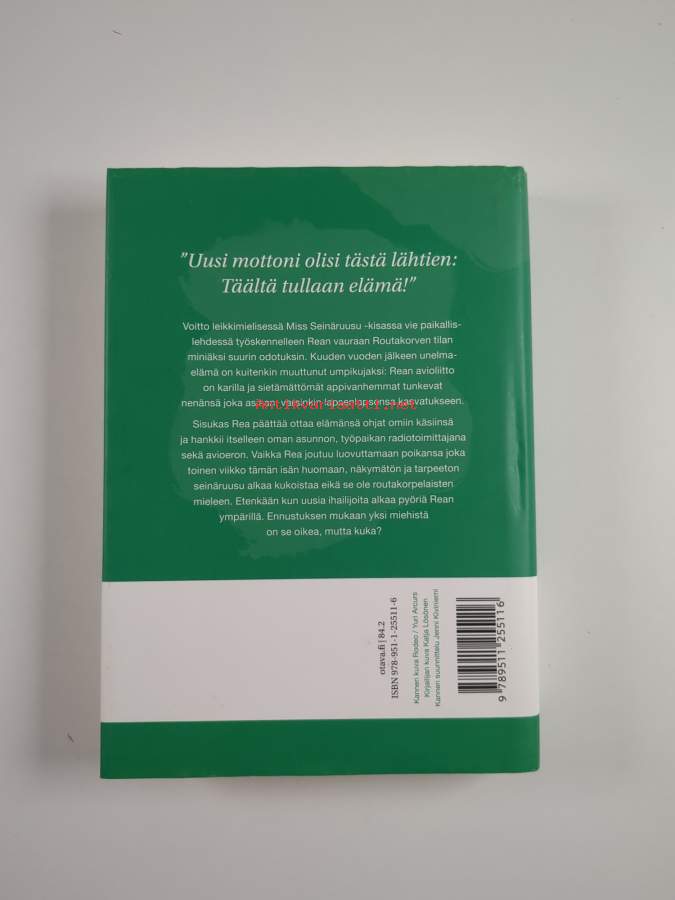 ”Uusi mottoni olisi tästä lähtien:
Täältä tullaan elämä!”
Voitto leikkimielisessä Miss Seinäruusu -kisassa vie paikallis-
lehdessä työskennelleen Rean vauraan Routakorven tilan
miniäksi suurin odotuksin. Kuuden vuoden jälkeen unelma-
elämä on kuitenkin muuttunut umpikujaksi: Rean avioliitto
on karilla ja sietämättömät appivanhemmat tunkevat
nenänsä joka asiaan, varsinkin lapsenlapsensa kasvatukseen.
Sisukas Rea päättää ottaa elämänsä ohjat omiin käsiinsä
ja hankkii itselleen oman asunnon, työpaikan radiotoimittajana
sekä avioeron. Vaikka Rea joutuu luovuttamaan poikansa joka
toinen viikko tämän isän huomaan, näkymätön ja tarpeeton
seinäruusu alkaa kukoistaa eikä se ole routakorpelaisten
mieleen. Etenkään kun uusia ihailijoita alkaa pyöriä Rean
ympärillä. Ennustuksen mukaan yksi miehistä
on se oikea, mutta kuka?
otava.fi | 84.2
ISBN 978-951-1-25511-6
Kannen kuva Rodeo / Yuri Arcurs
Kirjailijan kuva Katja Lösönen
Kannen suunnittelu Jenni Kiviniemi
9 789511 255116